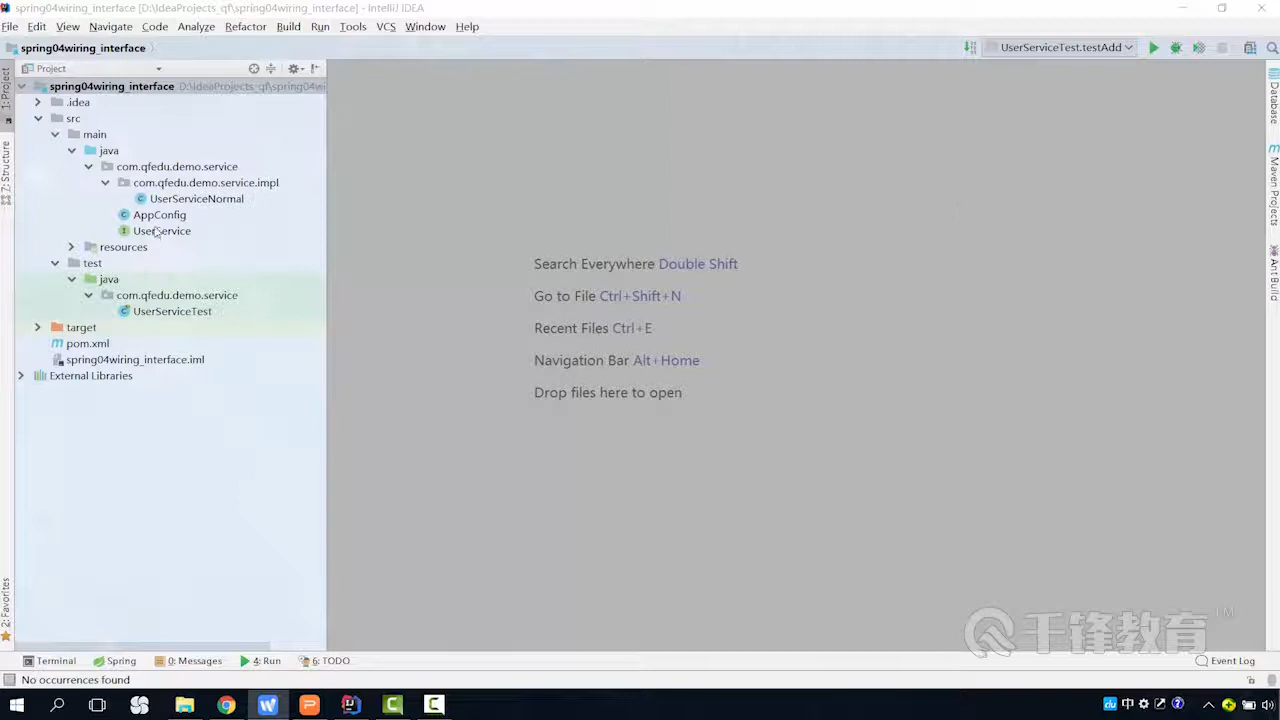 spring04wiring_interface [D:\IdeaProjects_qf\spring04wiring_interface] - IntelliJ IDEA
File Edit View Navigate Code Analyze Refactor Build Run Tools VCS Window Help
spring04wiring_interface
UserServiceTest.testAdd
Project
1: Project
7: Structure
2: Favorites
spring04wiring_interface D:\IdeaProjects_qf\spring04wi
.idea
src
main
java
com.qfedu.demo.service
com.qfedu.demo.service.impl
UserServiceNormal
AppConfig
UserService
resources
test
java
com.qfedu.demo.service
UserServiceTest
target
pom.xml
spring04wiring_interface.iml
External Libraries
Search Everywhere Double Shift
Go to File Ctrl+Shift+N
Recent Files Ctrl+E
Navigation Bar Alt+Home
Drop files here to open
Database
Maven Projects
Ant Build
千锋教育 TM
Terminal Spring 0: Messages 4: Run 6: TODO Event Log
No occurrences found
du 中